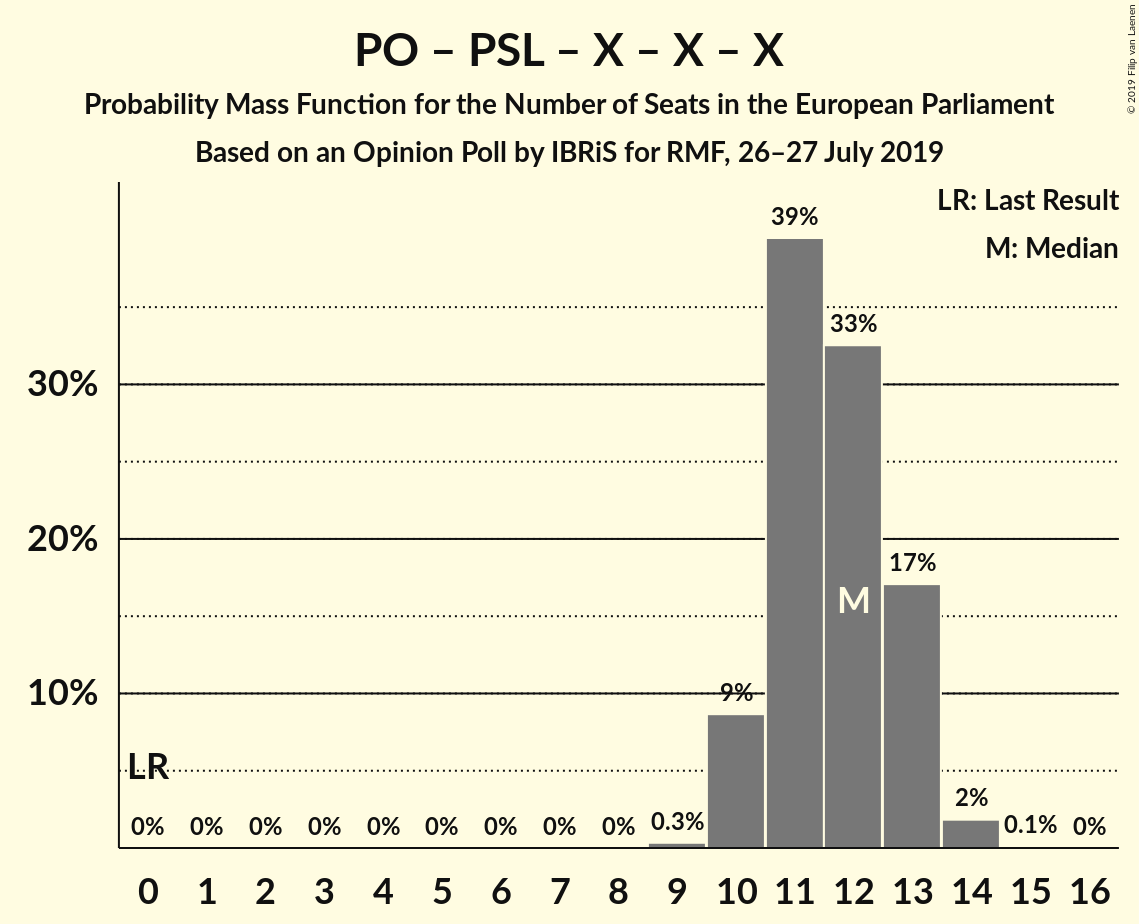 PO – PSL – X – X – X
Probability Mass Function for the Number of Seats in the European Parliament
Based on an Opinion Poll by IBRiS for RMF, 26–27 July 2019
© 2019 Filip van Laenen
LR: Last Result
M: Median
39%
33%
30%
20%
17%
M
10%
9%
LR
0% 0% 0% 0% 0% 0% 0% 0% 0% 0.3% 2% 0.1% 0%
0 1 2 3 4 5 6 7 8 9 10 11 12 13 14 15 16